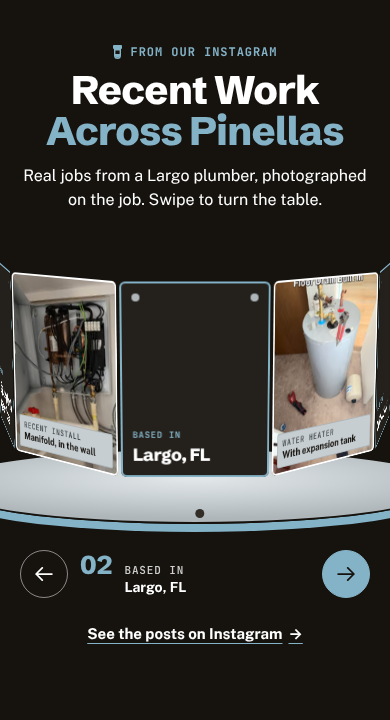 FROM OUR INSTAGRAM
Recent Work
Across Pinellas
Real jobs from a Largo plumber, photographed
on the job. Swipe to turn the table.
RECENT INSTALL
Manifold, in the wall
BASED IN
Largo, FL
WATER HEATER
With expansion tank
02
BASED IN
Largo, FL
See the posts on Instagram →